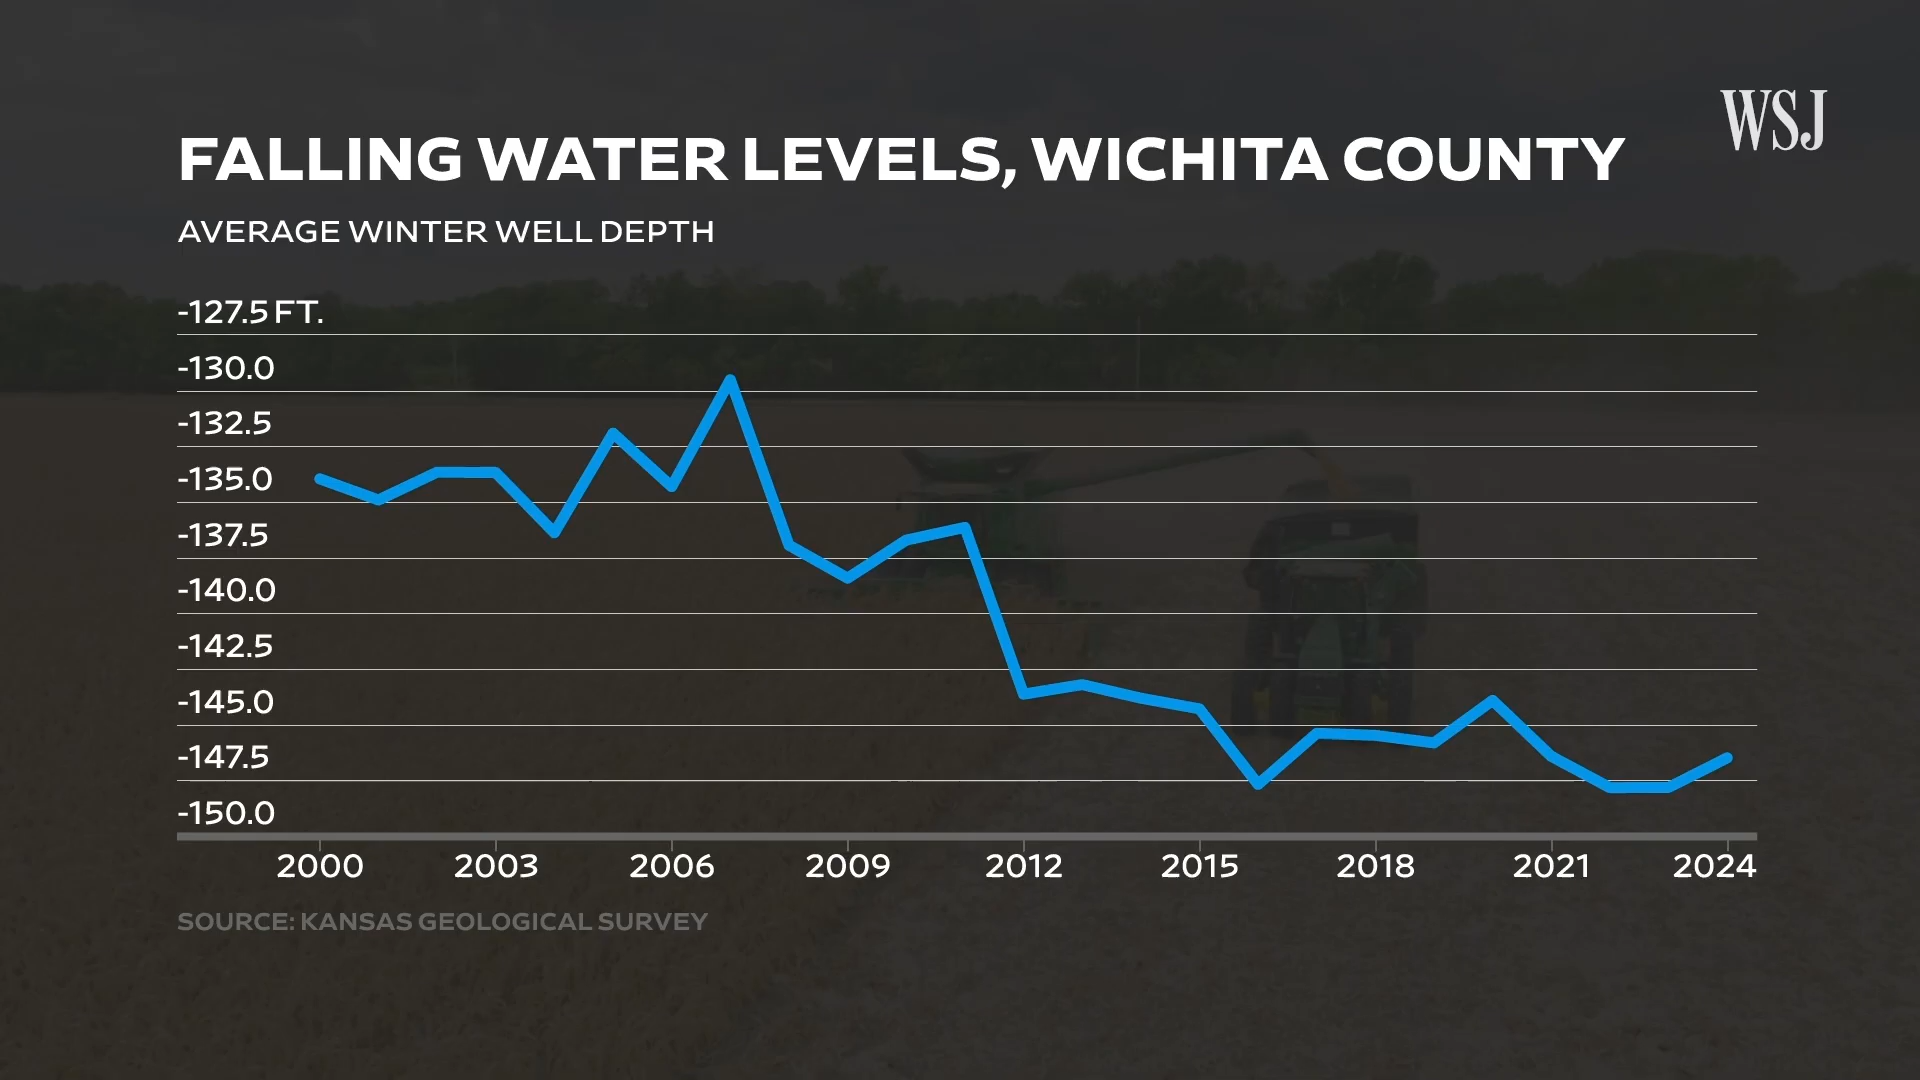 WSJ
FALLING WATER LEVELS, WICHITA COUNTY
AVERAGE WINTER WELL DEPTH
-127.5 FT.
-130.0
-132.5
-135.0
-137.5
-140.0
-142.5
-145.0
-147.5
-150.0
2000 2003 2006 2009 2012 2015 2018 2021 2024
SOURCE: KANSAS GEOLOGICAL SURVEY